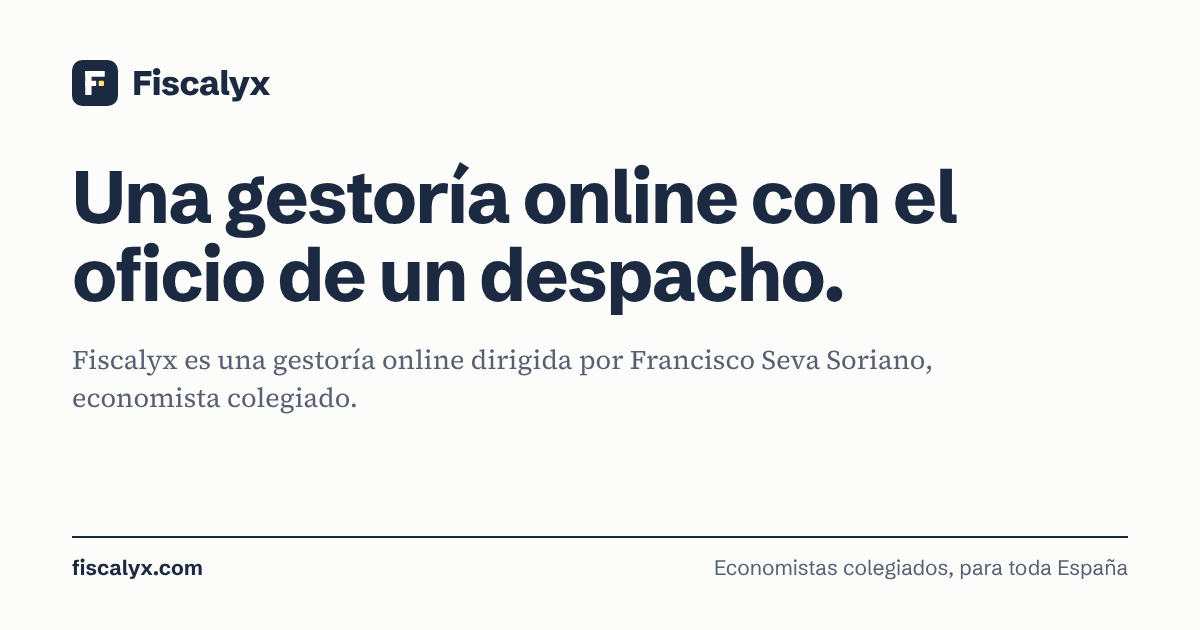 F Fiscalyx
Una gestoría online con el
oficio de un despacho.
Fiscalyx es una gestoría online dirigida por Francisco Seva Soriano,
economista colegiado.
fiscalyx.com
Economistas colegiados, para toda España